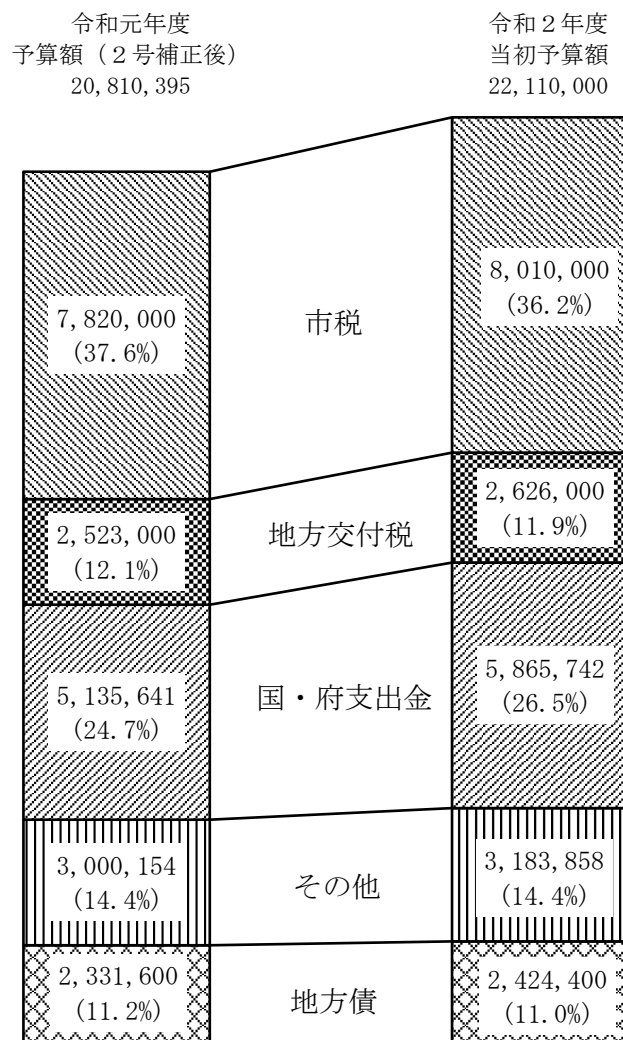 令和元年度
予算額（２号補正後）
20,810,395
令和２年度
当初予算額
22,110,000
7,820,000
(37.6%)
市税
8,010,000
(36.2%)
2,523,000
(12.1%)
地方交付税
2,626,000
(11.9%)
5,135,641
(24.7%)
国・府支出金
5,865,742
(26.5%)
3,000,154
(14.4%)
その他
3,183,858
(14.4%)
2,331,600
(11.2%)
地方債
2,424,400
(11.0%)